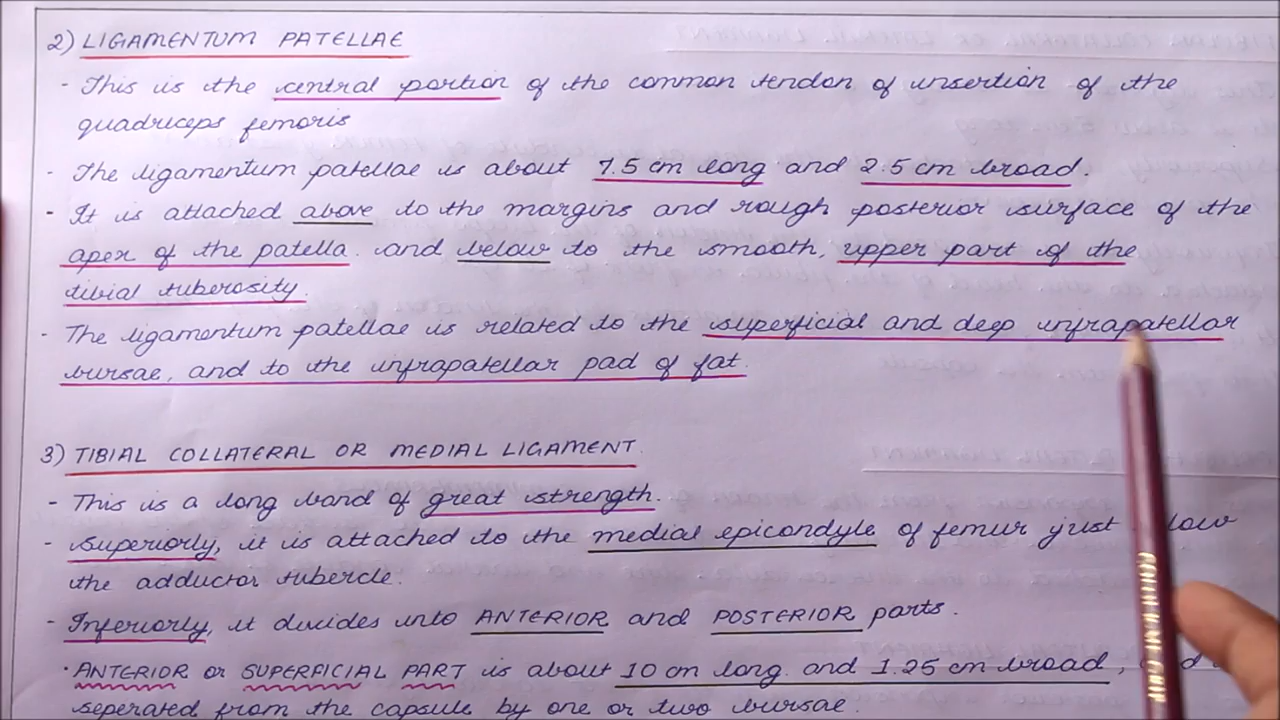 2) LIGAMENTUM PATELLAE
- This is the central portion of the common tendon of insertion of the
quadriceps femoris
- The ligamentum patellae is about 7.5 cm long and 2.5 cm broad.
- It is attached above to the margins and rough posterior surface of the
apex of the patella. and below to the smooth, upper part of the
tibial tuberosity.
- The ligamentum patellae is related to the superficial and deep infrapatellar
bursae, and to the infrapatellar pad of fat.
3) TIBIAL COLLATERAL OR MEDIAL LIGAMENT.
- This is a long band of great strength.
- Superiorly, it is attached to the medial epicondyle of femur just
the adductor tubercle.
- Inferiorly, it divides into ANTERIOR and POSTERIOR parts.
· ANTERIOR or SUPERFICIAL PART is about 10 cm long and 1.25 cm broad,
seperated from the capsule by one or two bursae.